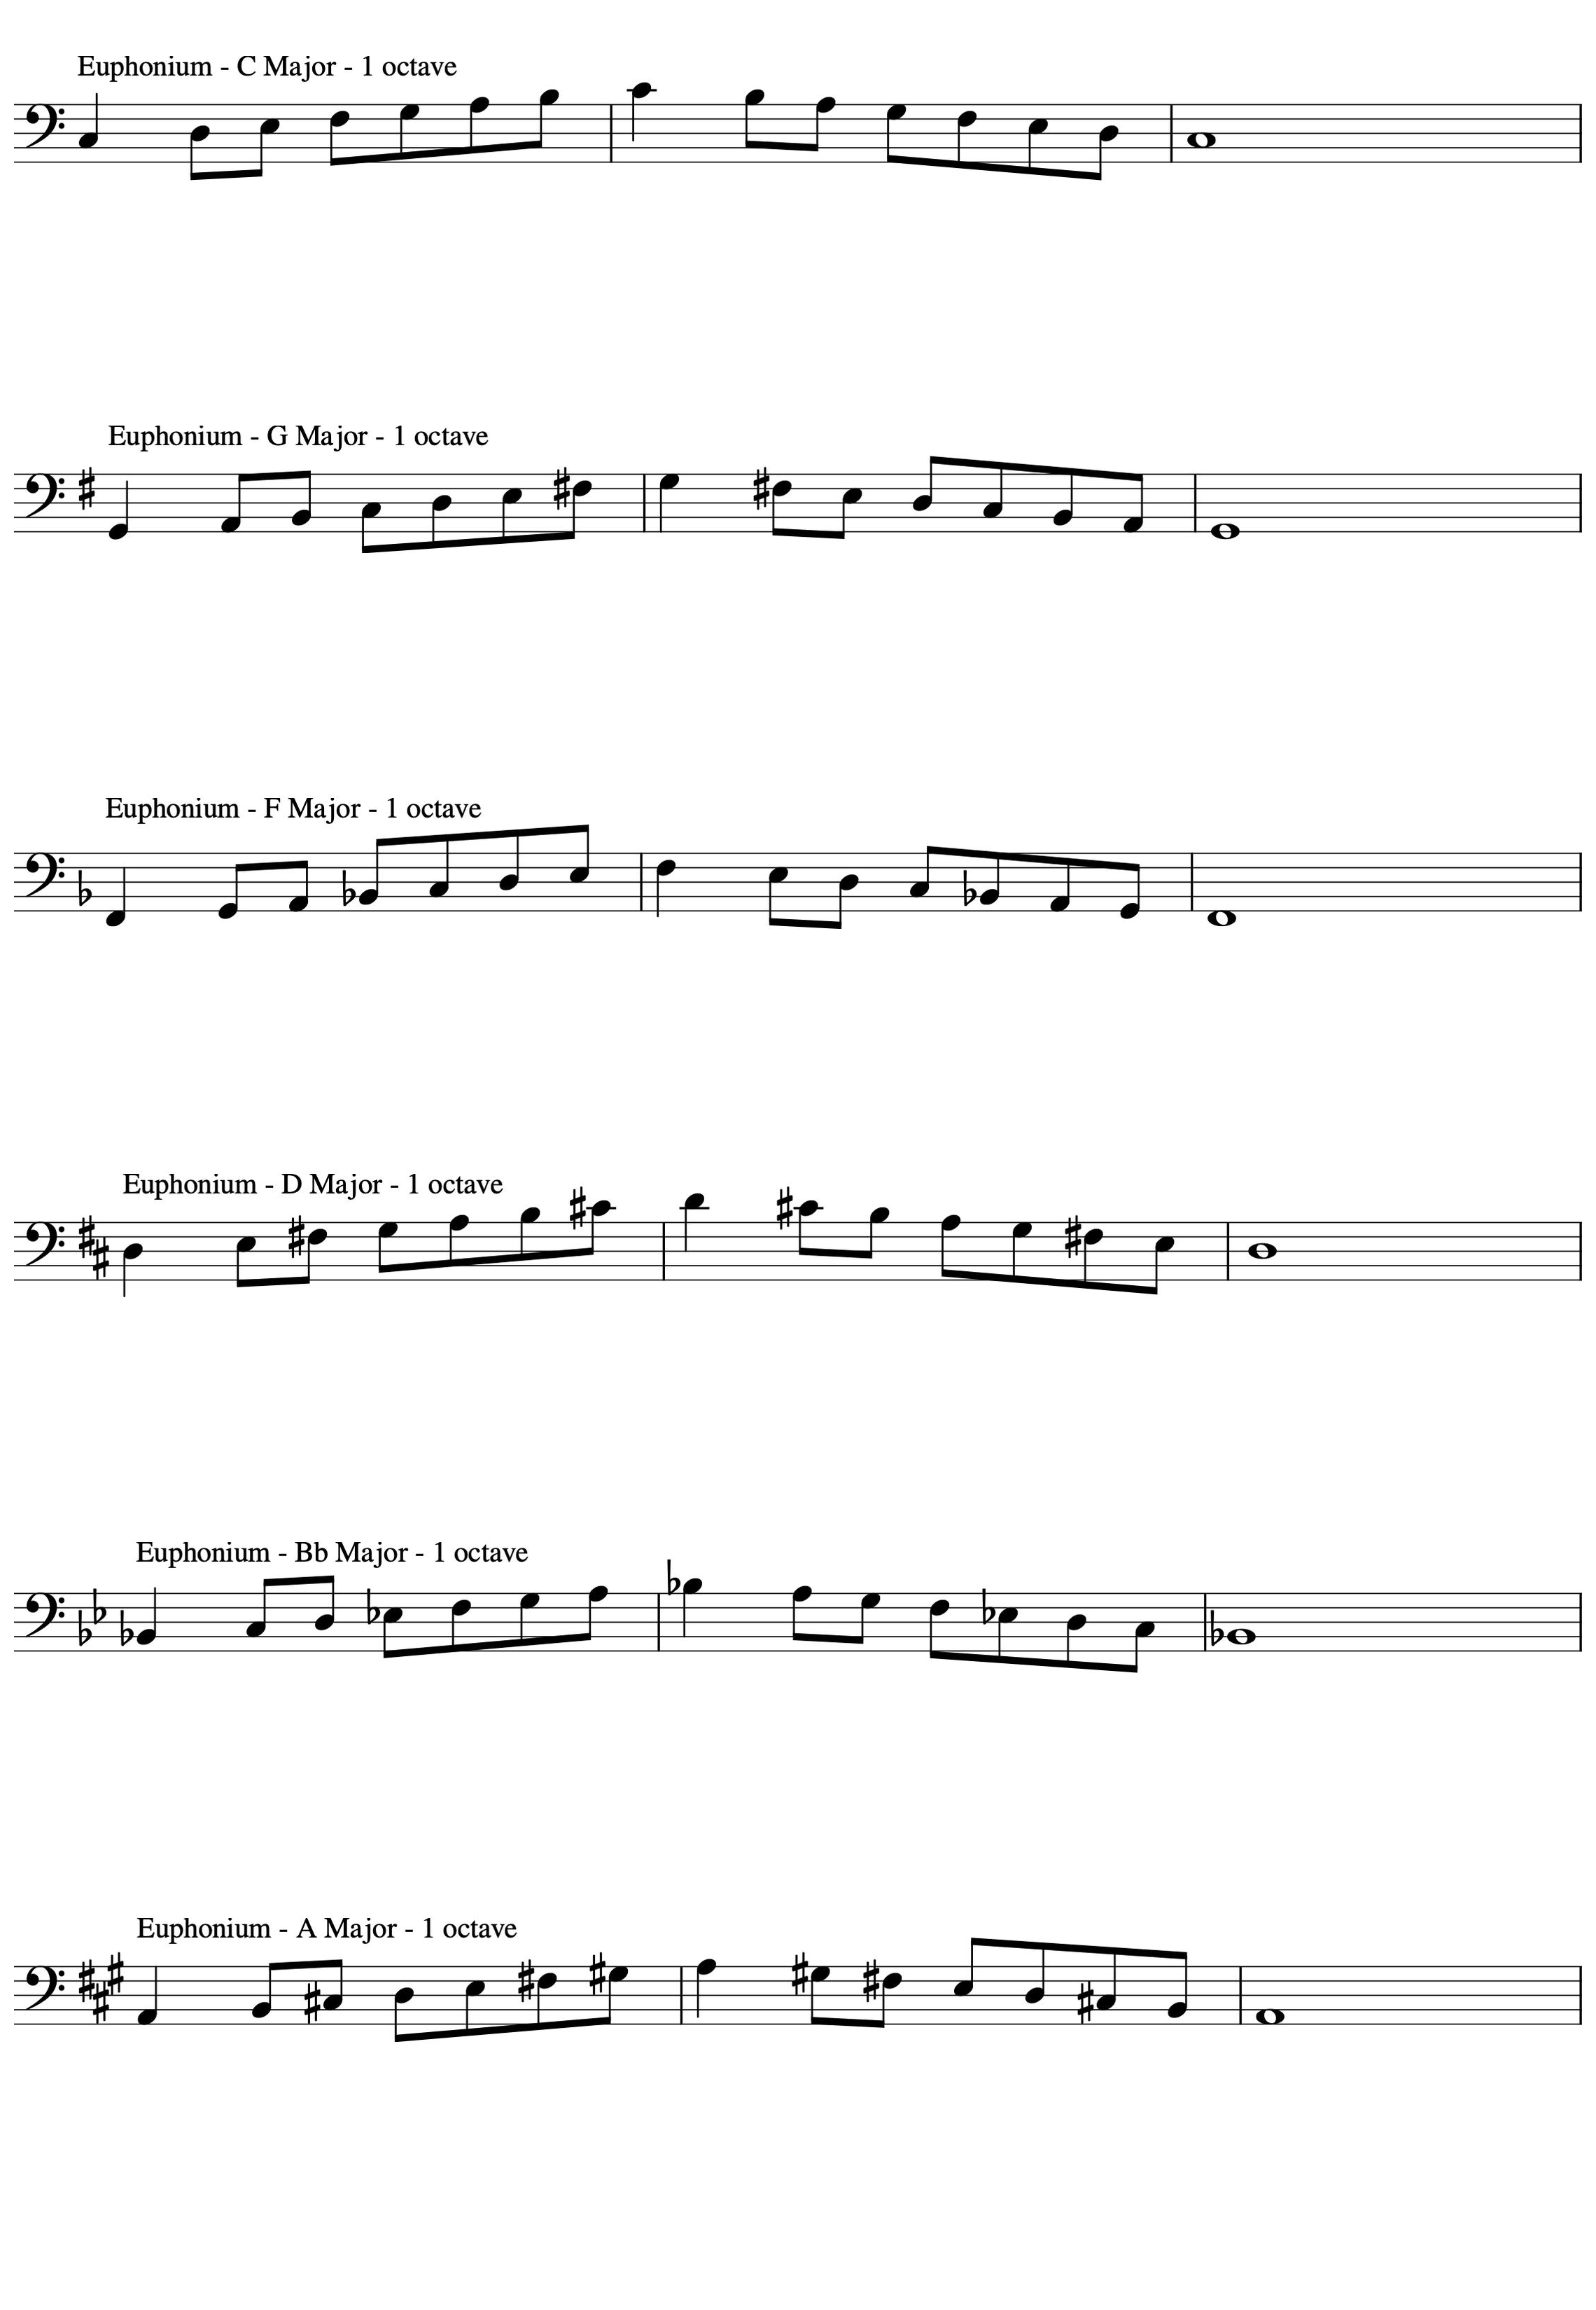 Euphonium - C Major - 1 octave
Euphonium - G Major - 1 octave
Euphonium - F Major - 1 octave
Euphonium - D Major - 1 octave
Euphonium - Bb Major - 1 octave
Euphonium - A Major - 1 octave